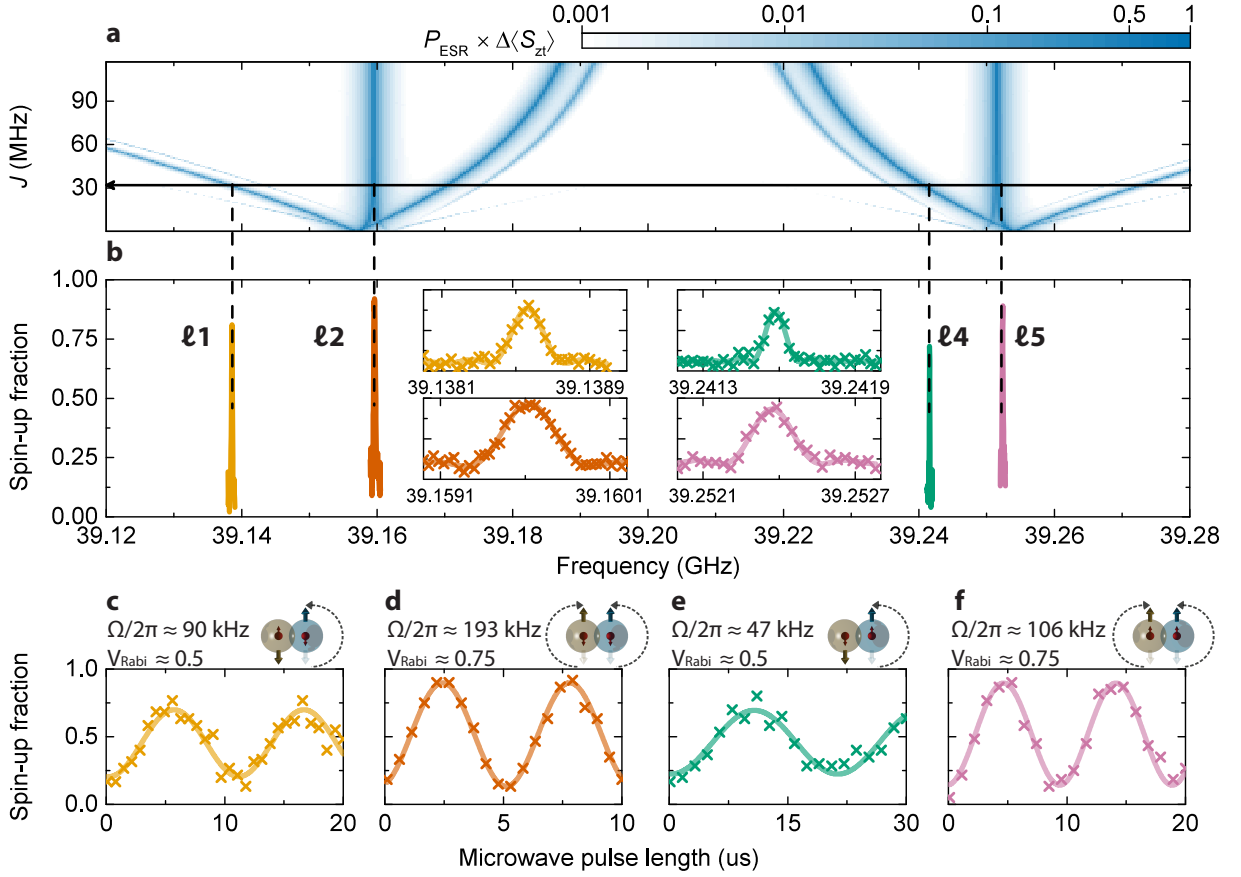 0.001 0.01 0.1 0.5 1
a
P_ESR × Δ⟨S_zt⟩
90
60
30
J (MHz)
b
1.00
0.75
0.50
0.25
0.00
Spin-up fraction
ℓ1 ℓ2 ℓ4 ℓ5
39.1381 39.1389 39.2413 39.2419
39.1591 39.1601 39.2521 39.2527
39.12 39.14 39.16 39.18 39.20 39.22 39.24 39.26 39.28
Frequency (GHz)
c d e f
Ω/2π ≈ 90 kHz Ω/2π ≈ 193 kHz Ω/2π ≈ 47 kHz Ω/2π ≈ 106 kHz
VRabi ≈ 0.5 VRabi ≈ 0.75 VRabi ≈ 0.5 VRabi ≈ 0.75
1.0
0.5
0.0
Spin-up fraction
0 10 20 0 5 10 0 15 30 0 10 20
Microwave pulse length (us)